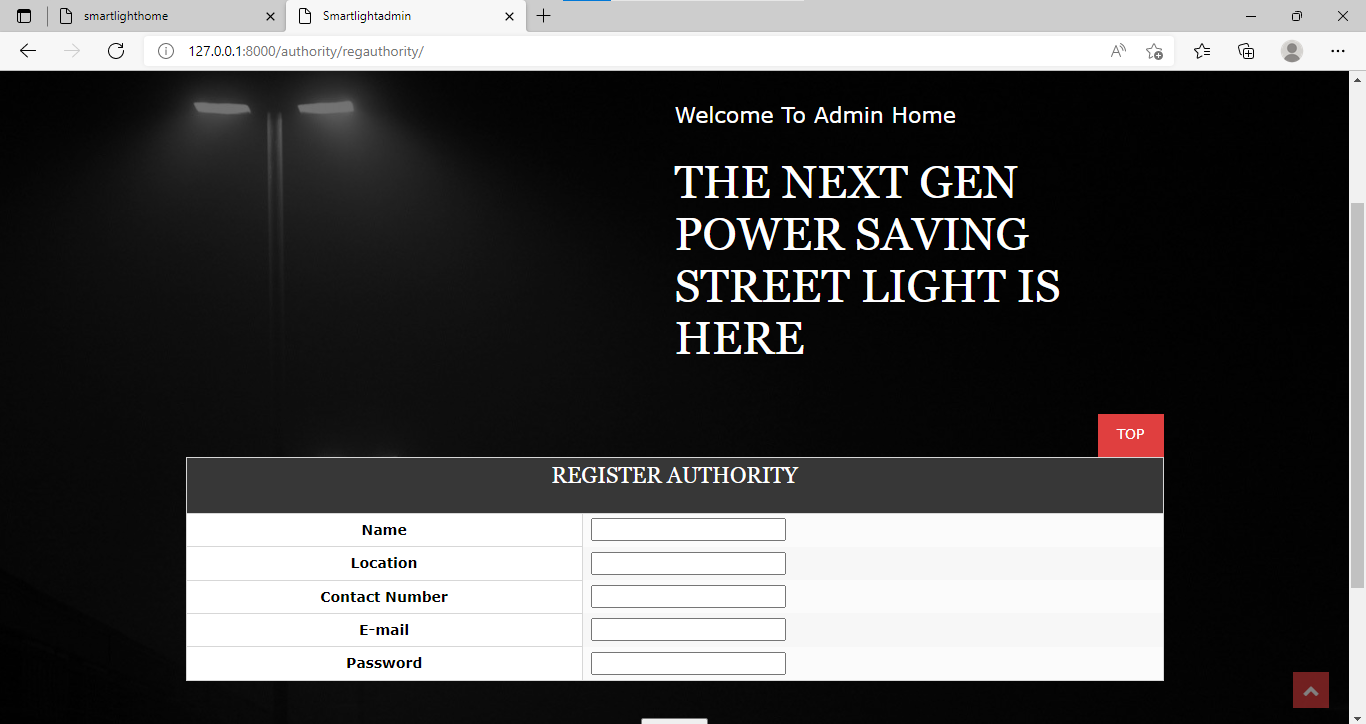 smartlighthome
Smartlightadmin
127.0.0.1:8000/authority/regauthority/
Welcome To Admin Home
THE NEXT GEN
POWER SAVING
STREET LIGHT IS
HERE
TOP
REGISTER AUTHORITY
Name
Location
Contact Number
E-mail
Password